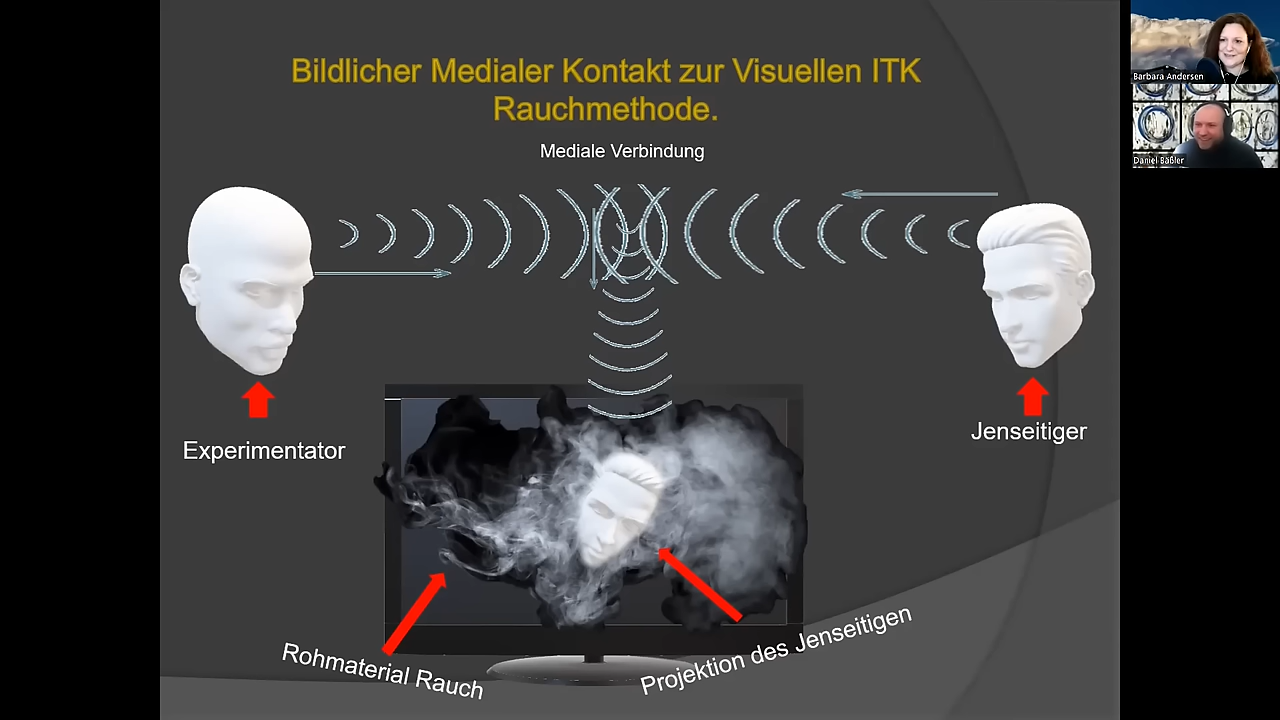 Bildlicher Medialer Kontakt zur Visuellen ITK
Rauchmethode.
Mediale Verbindung
Barbara Andersen
Daniel Bäßler
Experimentator
Jenseitiger
Rohmaterial Rauch
Projektion des Jenseitigen